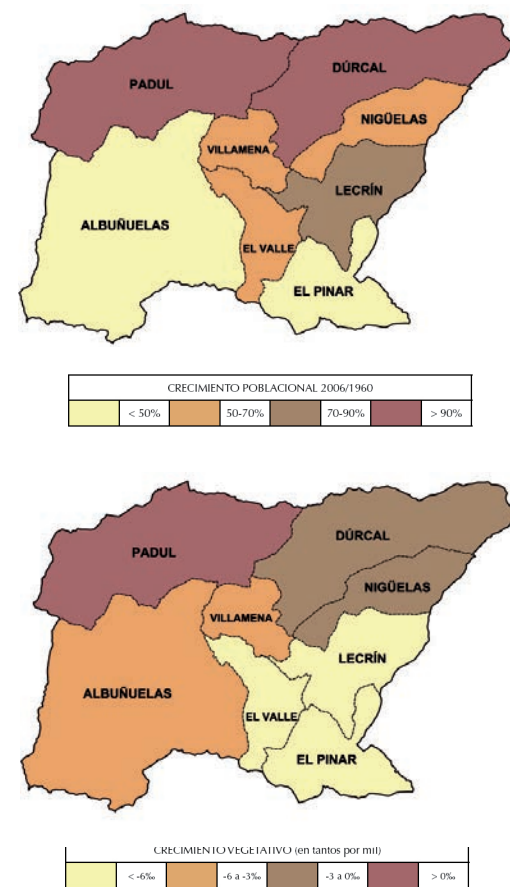 PADUL
DÚRCAL
NIGÜELAS
VILLAMENA
LECRÍN
ALBUÑUELAS
EL VALLE
EL PINAR
CRECIMIENTO POBLACIONAL 2006/1960
< 50% 50-70% 70-90% > 90%
DÚRCAL
PADUL
NIGÜELAS
VILLAMENA
LECRÍN
ALBUÑUELAS
EL VALLE
EL PINAR
CRECIMIENTO VEGETATIVO (en tantos por mil)
< -6‰ -6 a -3‰ -3 a 0‰ > 0‰